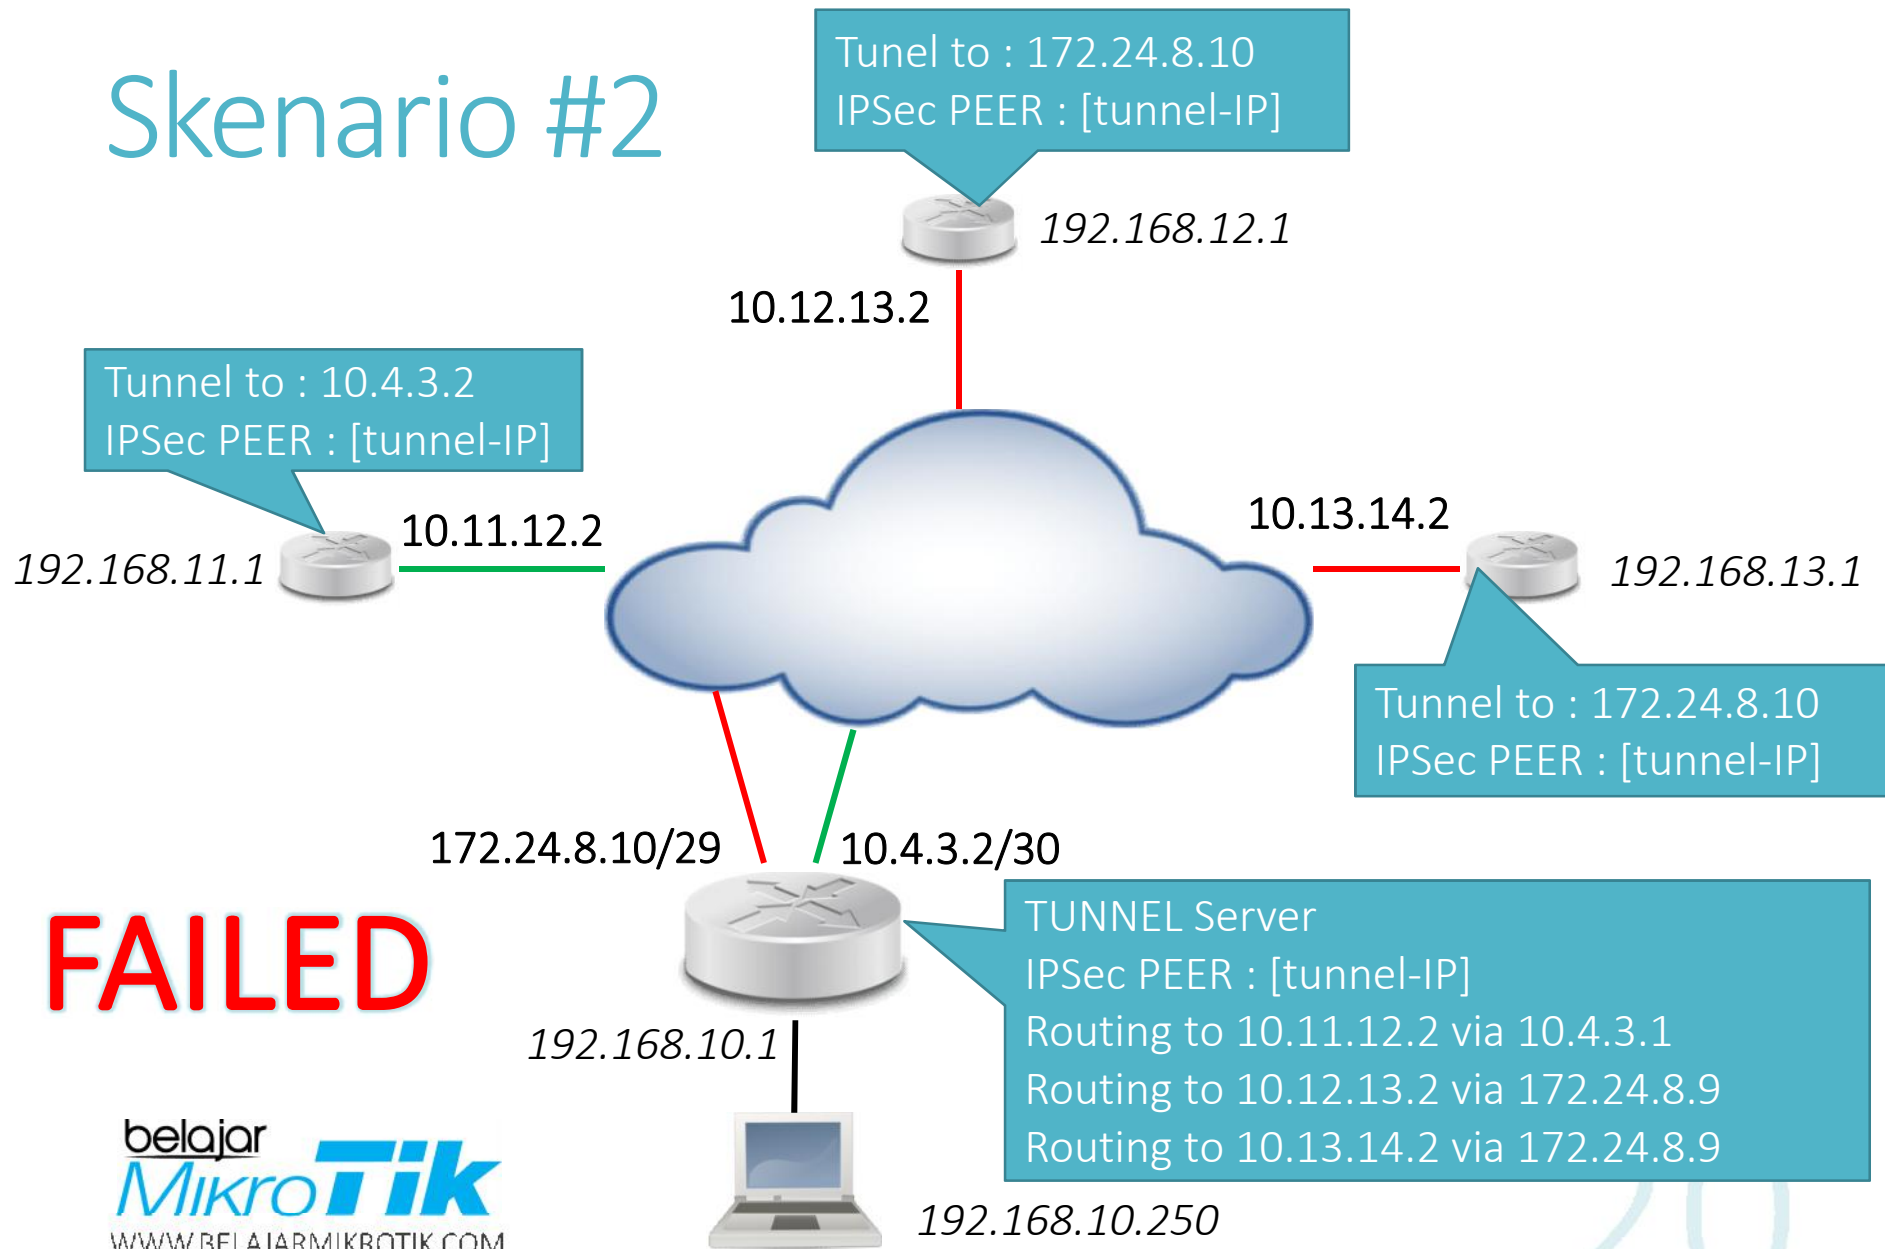 Skenario #2
Tunel to : 172.24.8.10
IPSec PEER : [tunnel-IP]
192.168.12.1
10.12.13.2
Tunnel to : 10.4.3.2
IPSec PEER : [tunnel-IP]
10.11.12.2
192.168.11.1
10.13.14.2
192.168.13.1
Tunnel to : 172.24.8.10
IPSec PEER : [tunnel-IP]
172.24.8.10/29
10.4.3.2/30
FAILED
TUNNEL Server
IPSec PEER : [tunnel-IP]
Routing to 10.11.12.2 via 10.4.3.1
Routing to 10.12.13.2 via 172.24.8.9
Routing to 10.13.14.2 via 172.24.8.9
192.168.10.1
192.168.10.250
belajar
MikroTik
WWW.BELAJARMIKROTIK.COM
20